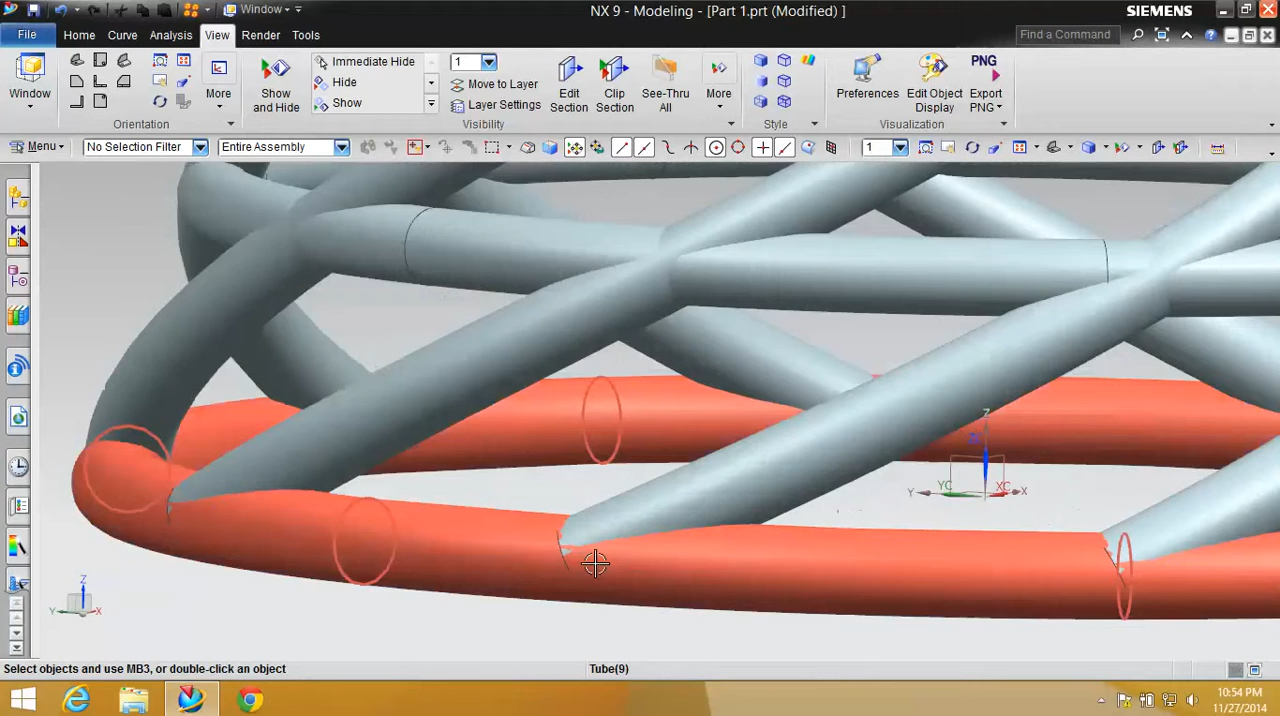 Window
NX 9 - Modeling - [Part 1.prt (Modified) ]
SIEMENS
File
Home
Curve
Analysis
View
Render
Tools
Find a Command
Window
More
Show and Hide
Immediate Hide
Hide
Show
1
Move to Layer
Layer Settings
Edit Section
Clip Section
See-Thru All
More
Preferences
Edit Object Display
PNG
Export PNG
Orientation
Visibility
Style
Visualization
Menu
No Selection Filter
Entire Assembly
1
Z
YC
XC
Y
X
Z
Y
X
Select objects and use MB3, or double-click an object
Tube(9)
10:54 PM
11/27/2014